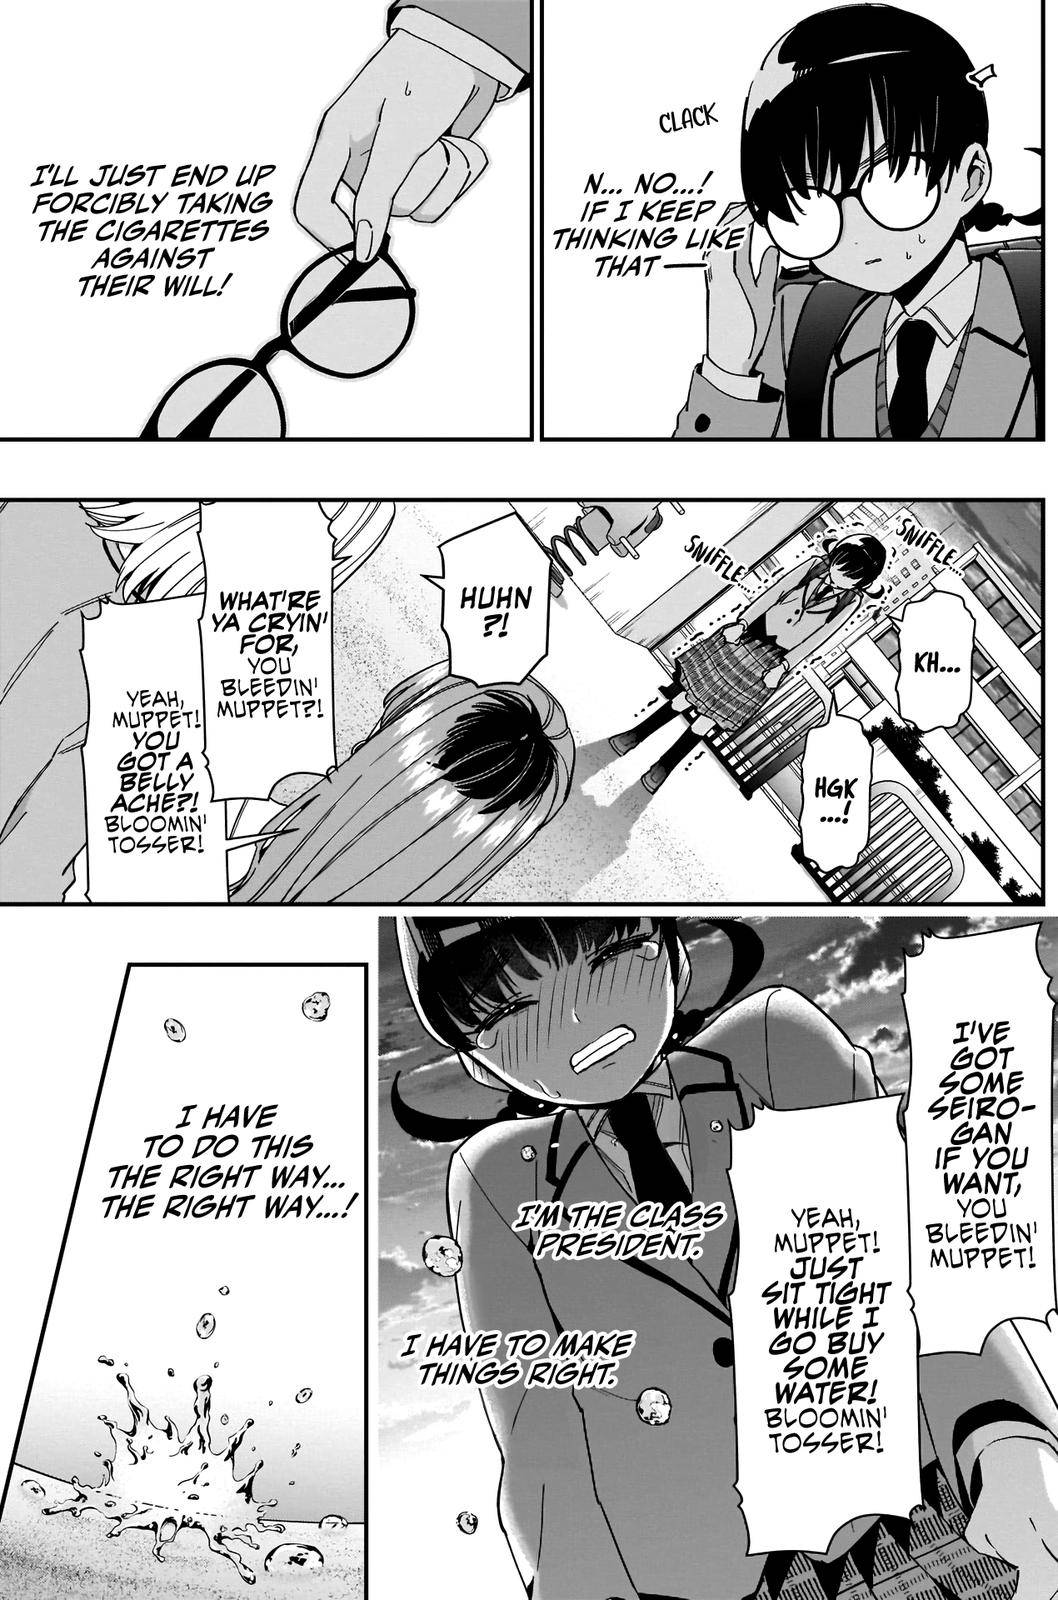 CLACK
N... NO...!
IF I KEEP
THINKING LIKE
THAT —
I'LL JUST END UP
FORCIBLY TAKING
THE CIGARETTES
AGAINST
THEIR WILL!
SNIFFLE...
SNIFFLE...
KH...
HGK
...!
HUHN
?!
WHAT'RE
YA CRYIN'
FOR,
YOU
BLEEDIN'
MUPPET?!
YEAH,
MUPPET!
YOU
GOT A
BELLY
ACHE?!
BLOOMIN'
TOSSER!
I'VE
GOT
SOME
SEIRO-
GAN
IF YOU
WANT,
YOU
BLEEDIN'
MUPPET!
YEAH,
MUPPET!
JUST
SIT TIGHT
WHILE I
GO BUY
SOME
WATER!
BLOOMIN'
TOSSER!
I'M THE CLASS
PRESIDENT.
I HAVE TO MAKE
THINGS RIGHT.
I HAVE
TO DO THIS
THE RIGHT WAY...
THE RIGHT WAY...!